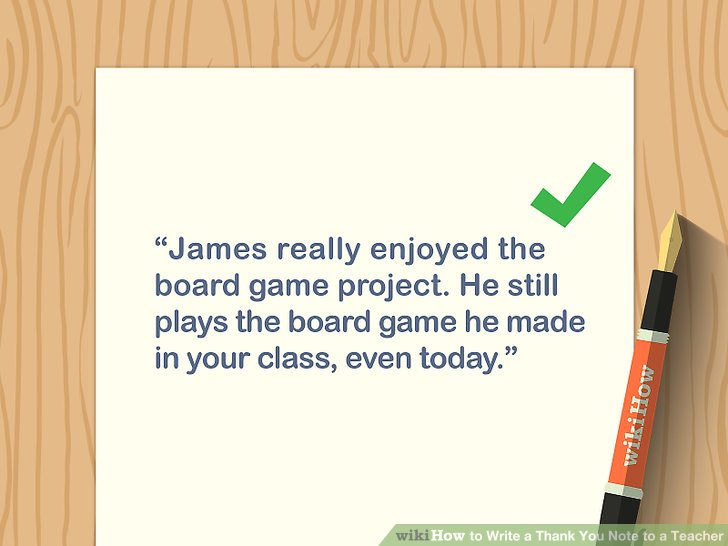 “James really enjoyed the
board game project. He still
plays the board game he made
in your class, even today.”
wikiHow
wikiHow to Write a Thank You Note to a Teacher